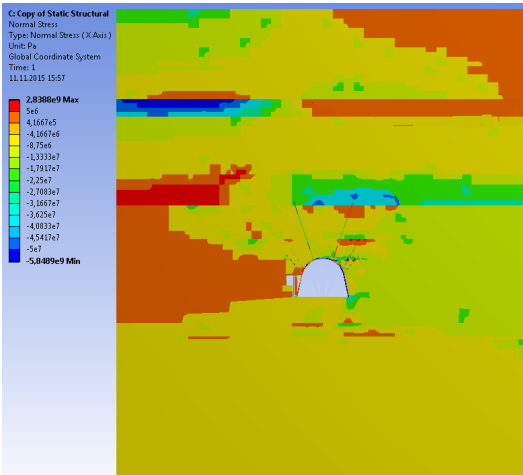 C: Copy of Static Structural
Normal Stress
Type: Normal Stress ( X Axis )
Unit: Pa
Global Coordinate System
Time: 1
11.11.2015 15:57
2,8388e9 Max
5e6
4,1667e5
-4,1667e6
-8,75e6
-1,3333e7
-1,7917e7
-2,25e7
-2,7083e7
-3,1667e7
-3,625e7
-4,0833e7
-4,5417e7
-5e7
-5,8489e9 Min